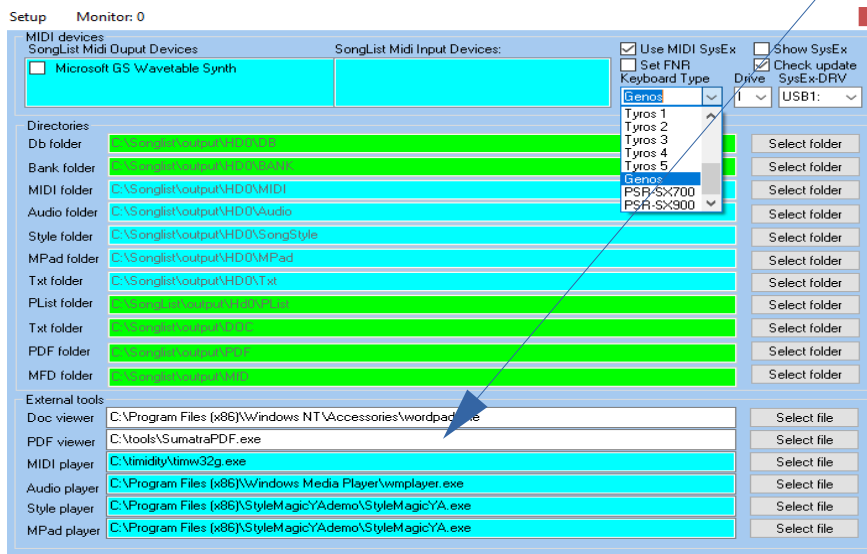 Setup Monitor: 0
MIDI devices
SongList Midi Ouput Devices SongList Midi Input Devices:
Microsoft GS Wavetable Synth
Use MIDI SysEx Show SysEx
Set FNR Check update
Keyboard Type Drive SysEx-DRV
Genos I USB1:
Tyros 1
Tyros 2
Tyros 3
Tyros 4
Tyros 5
Genos
PSR-SX700
PSR-SX900
Directories
Db folder C:\Songlist\output\HD0\DB Select folder
Bank folder C:\Songlist\output\HD0\BANK Select folder
MIDI folder C:\Songlist\output\HD0\MIDI Select folder
Audio folder C:\Songlist\output\HD0\Audio Select folder
Style folder C:\Songlist\output\HD0\SongStyle Select folder
MPad folder C:\Songlist\output\HD0\MPad Select folder
Txt folder C:\Songlist\output\HD0\Txt Select folder
PList folder C:\SongList\output\Hd0\PList Select folder
Txt folder C:\Songlist\output\DOC Select folder
PDF folder C:\Songlist\output\PDF Select folder
MFD folder C:\Songlist\output\MfD Select folder
External tools
Doc viewer C:\Program Files (x86)\Windows NT\Accessories\wordpad Select file
PDF viewer C:\tools\SumatraPDF.exe Select file
MIDI player C:\timidity\timw32g.exe Select file
Audio player C:\Program Files (x86)\Windows Media Player\wmplayer.exe Select file
Style player C:\Program Files (x86)\StyleMagicYAdemo\StyleMagicYA.exe Select file
MPad player C:\Program Files (x86)\StyleMagicYAdemo\StyleMagicYA.exe Select file